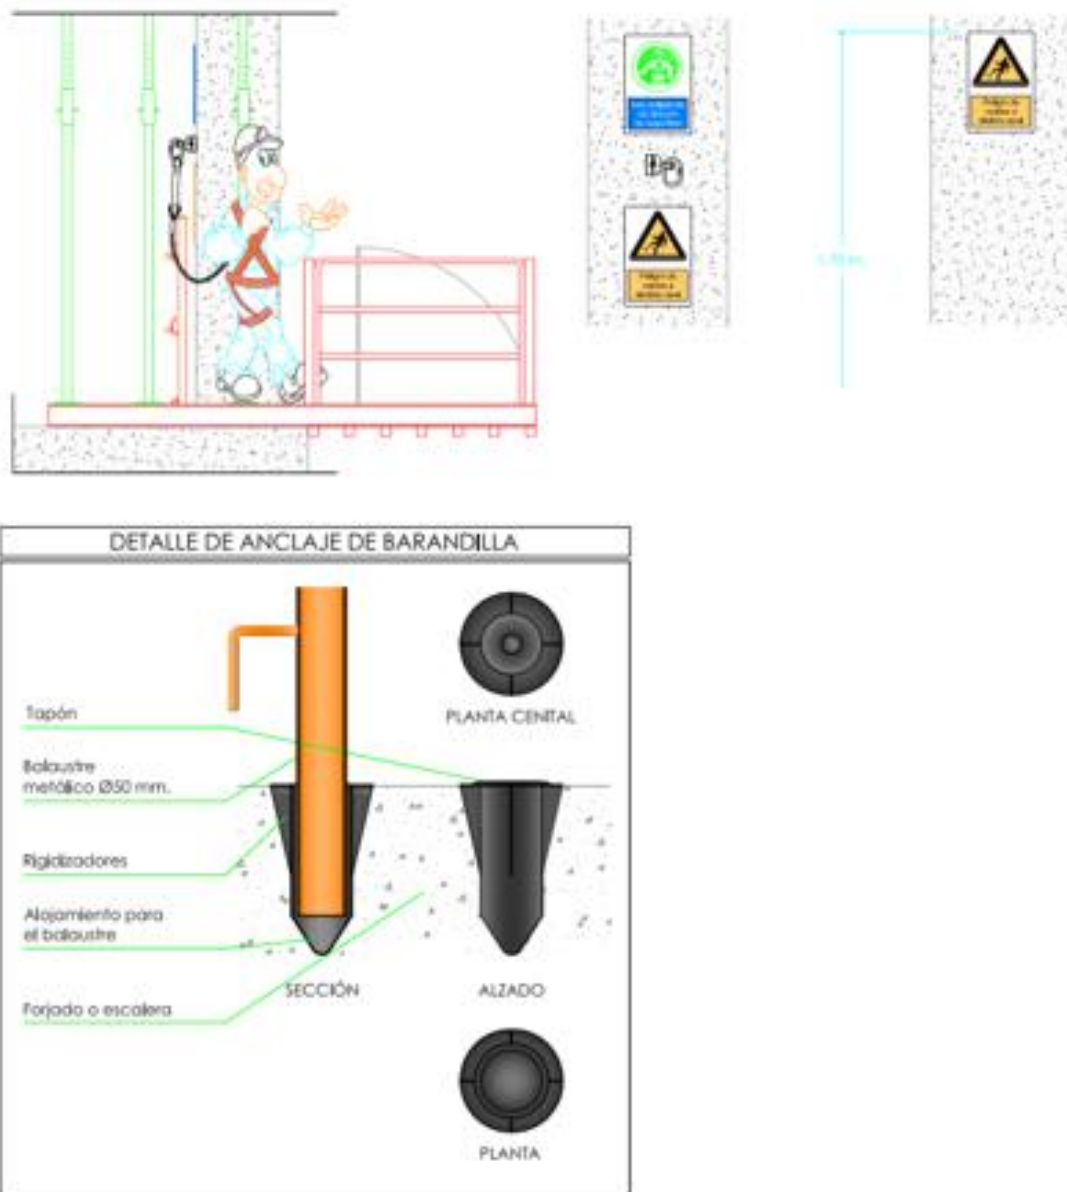 DETALLE DE ANCLAJE DE BARANDILLA
PLANTA CENITAL
Tapón
Balaustre
metálico Ø50 mm.
Rigidizadores
Alojamiento para
el balaustre
Forjado o escalera
SECCIÓN
ALZADO
PLANTA